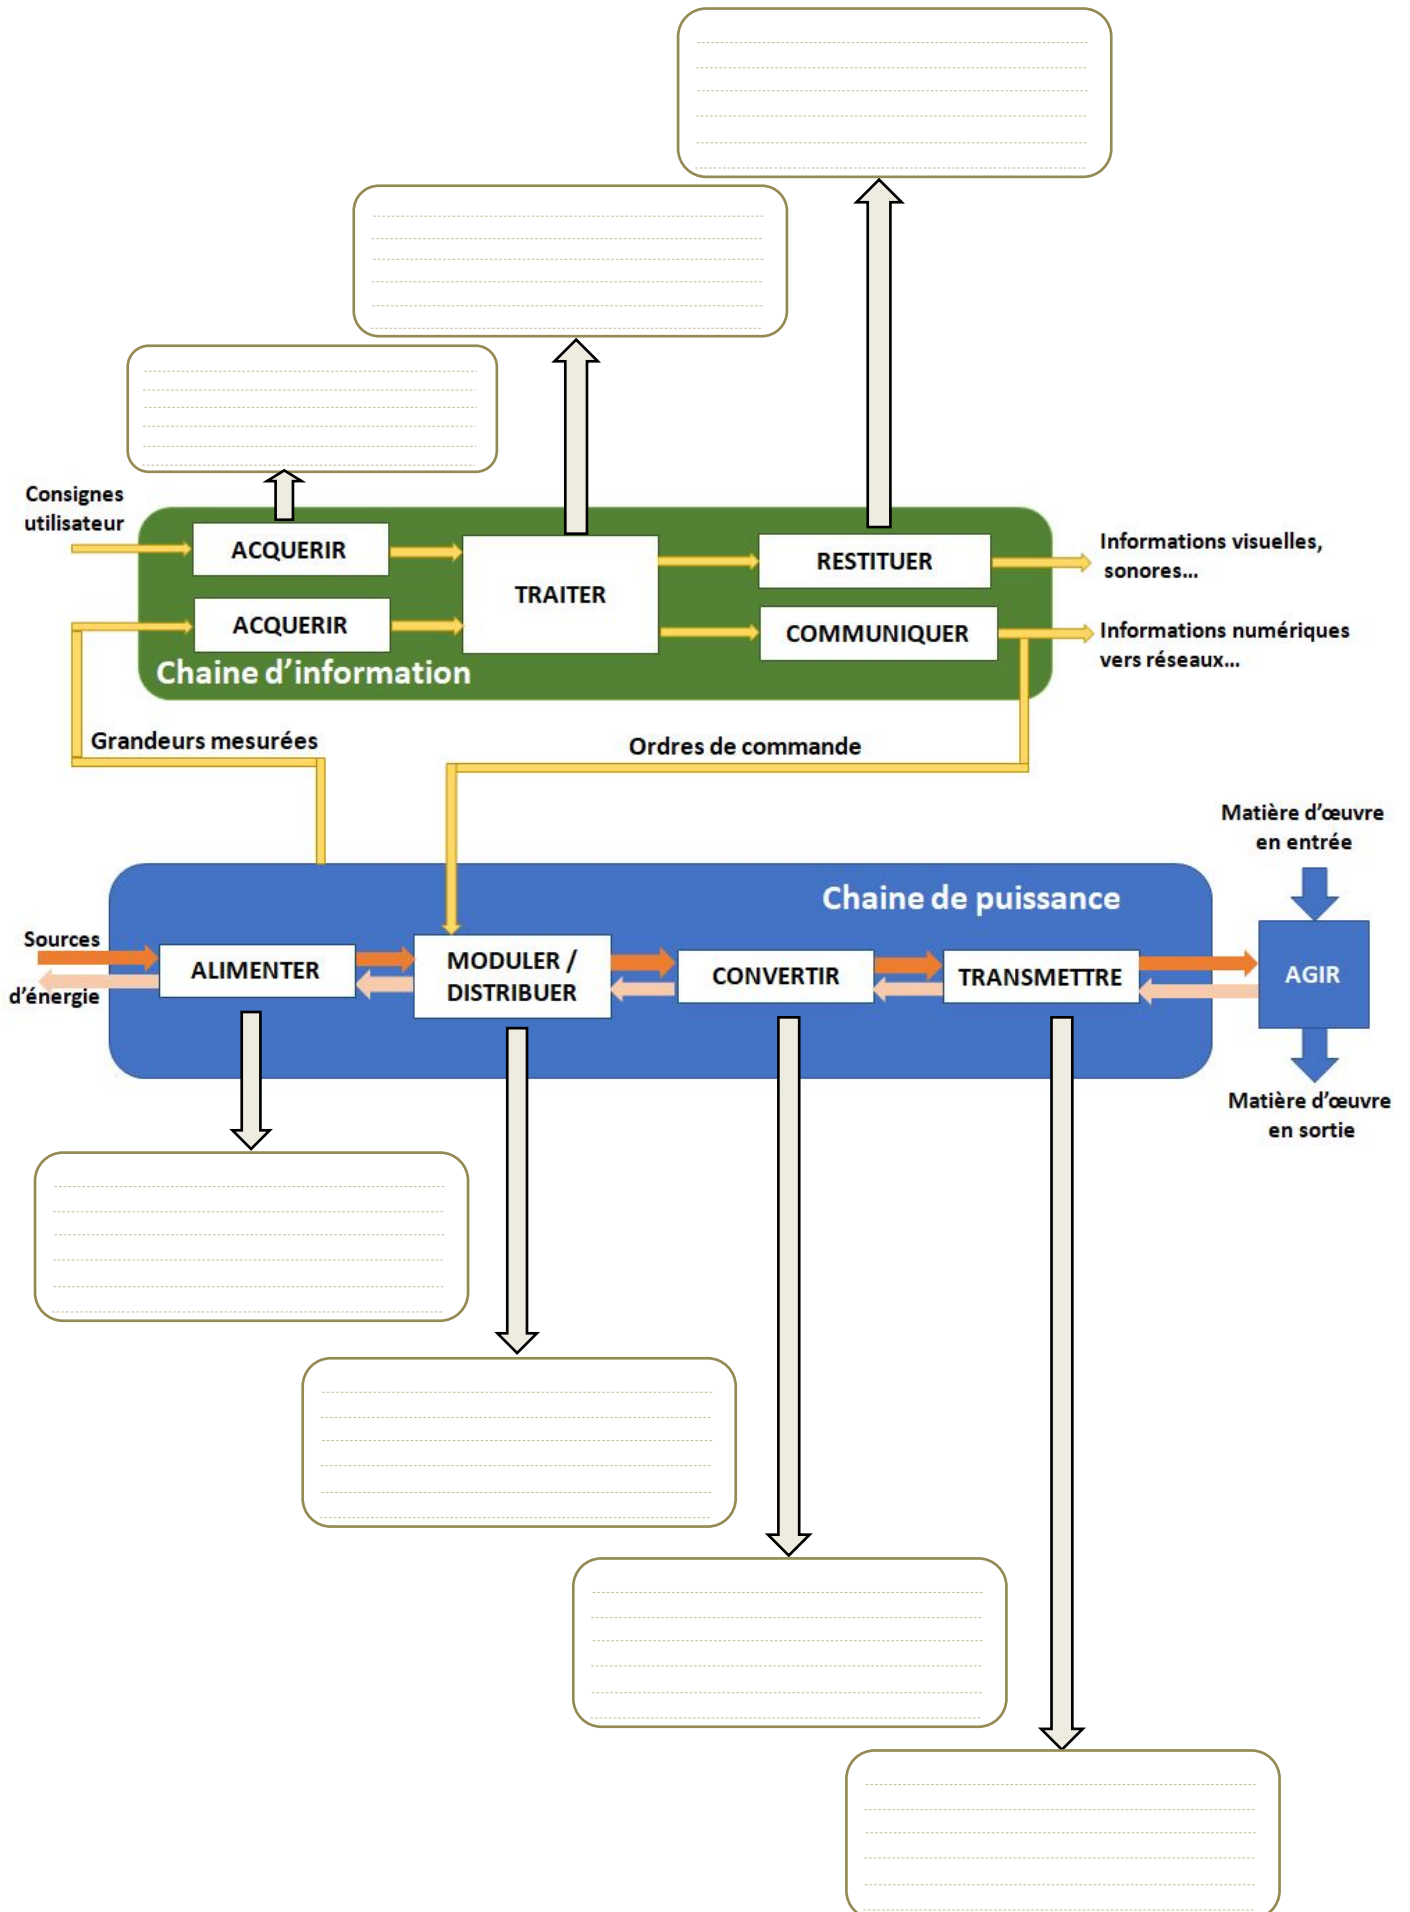 Consignes
utilisateur
ACQUERIR
TRAITER
RESTITUER
Informations visuelles,
sonores...
ACQUERIR
COMMUNIQUER
Informations numériques
vers réseaux...
Chaine d'information
Grandeurs mesurées
Ordres de commande
Matière d'œuvre
en entrée
Chaine de puissance
Sources
d'énergie
ALIMENTER
MODULER /
DISTRIBUER
CONVERTIR
TRANSMETTRE
AGIR
Matière d'œuvre
en sortie